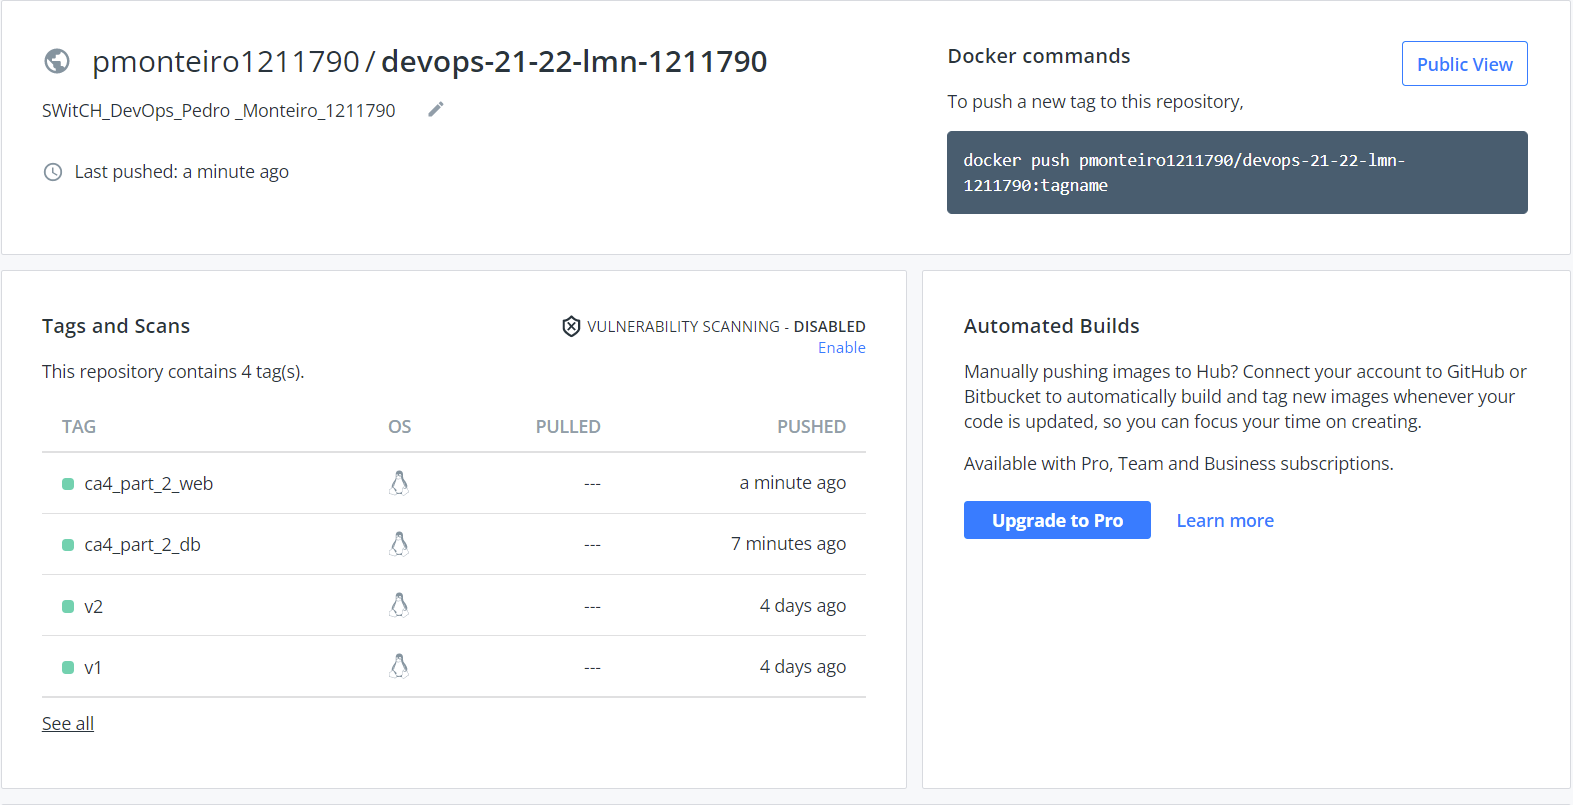 pmonteiro1211790 / devops-21-22-lmn-1211790
SWitCH_DevOps_Pedro _Monteiro_1211790
Last pushed: a minute ago
Docker commands
Public View
To push a new tag to this repository,
docker push pmonteiro1211790/devops-21-22-lmn-
1211790:tagname
Tags and Scans
VULNERABILITY SCANNING - DISABLED
Enable
This repository contains 4 tag(s).
TAG OS PULLED PUSHED
ca4_part_2_web --- a minute ago
ca4_part_2_db --- 7 minutes ago
v2 --- 4 days ago
v1 --- 4 days ago
See all
Automated Builds
Manually pushing images to Hub? Connect your account to GitHub or
Bitbucket to automatically build and tag new images whenever your
code is updated, so you can focus your time on creating.
Available with Pro, Team and Business subscriptions.
Upgrade to Pro Learn more